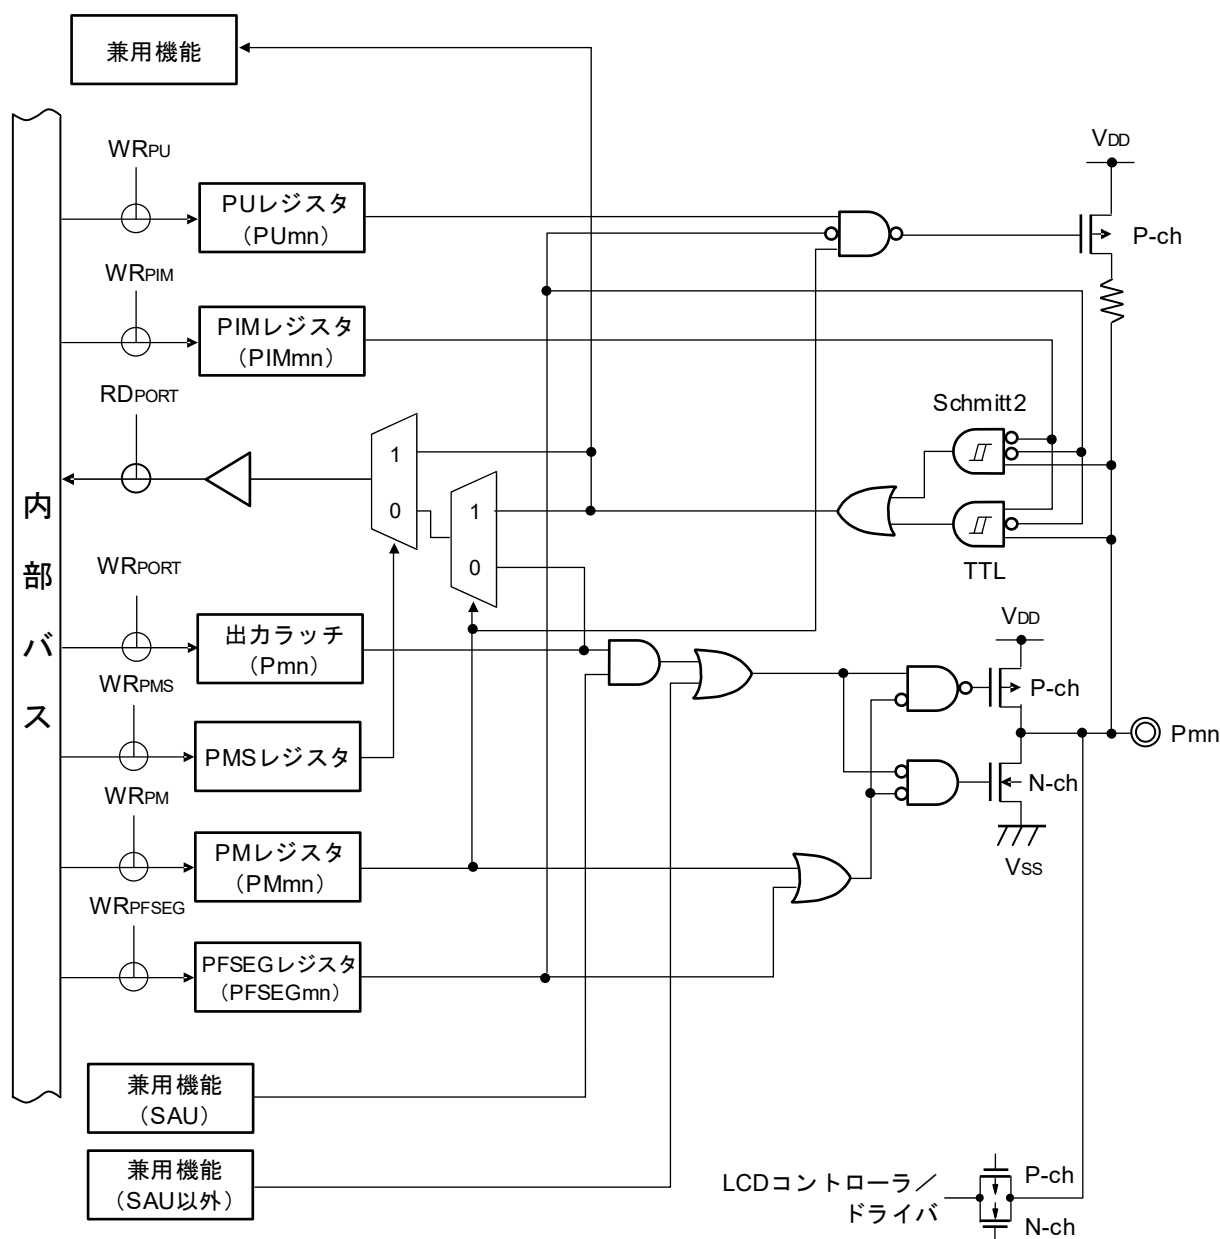 兼用機能
内部バス
WRPU
PUレジスタ
（PUmn）
VDD
P-ch
WRPIM
PIMレジスタ
（PIMmn）
RDPORT
Schmitt2
1
0
1
0
TTL
WRPORT
出力ラッチ
（Pmn）
VDD
P-ch
WRPMS
PMSレジスタ
Pmn
N-ch
VSS
WRPM
PMレジスタ
（PMmn）
WRPFSEG
PFSEGレジスタ
（PFSEGmn）
兼用機能
（SAU）
兼用機能
（SAU以外）
LCDコントローラ／
ドライバ
P-ch
N-ch